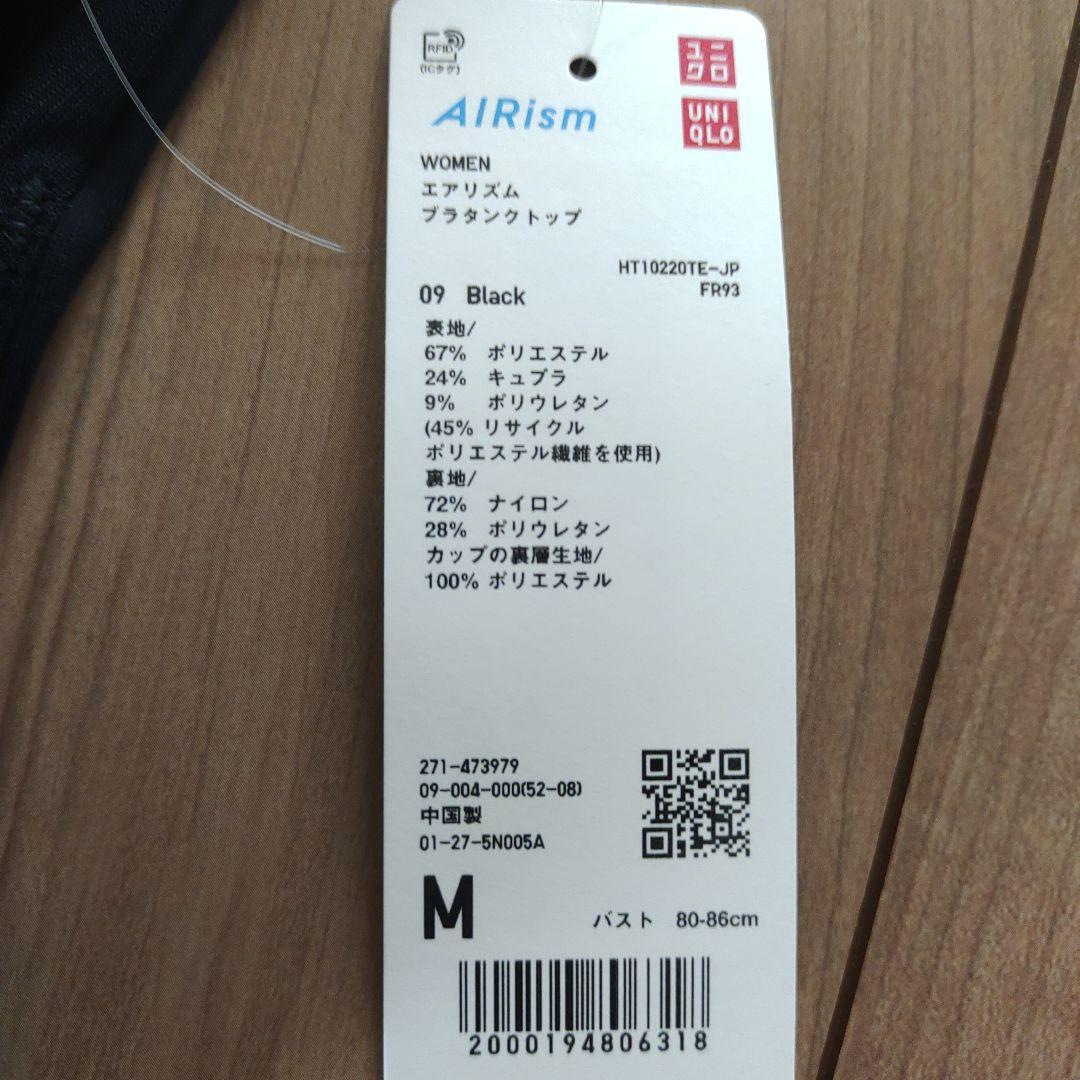 RFID
(ICタグ)
ユニ
クロ
AIRism
UNI
QLO
WOMEN
エアリズム
ブラタンクトップ
HT10220TE-JP
FR93
09 Black
表地/
67% ポリエステル
24% キュプラ
9% ポリウレタン
(45% リサイクル
ポリエステル繊維を使用)
裏地/
72% ナイロン
28% ポリウレタン
カップの裏層生地/
100% ポリエステル
271-473979
09-004-000(52-08)
中国製
01-27-5N005A
M
バスト 80-86cm
2000194806318